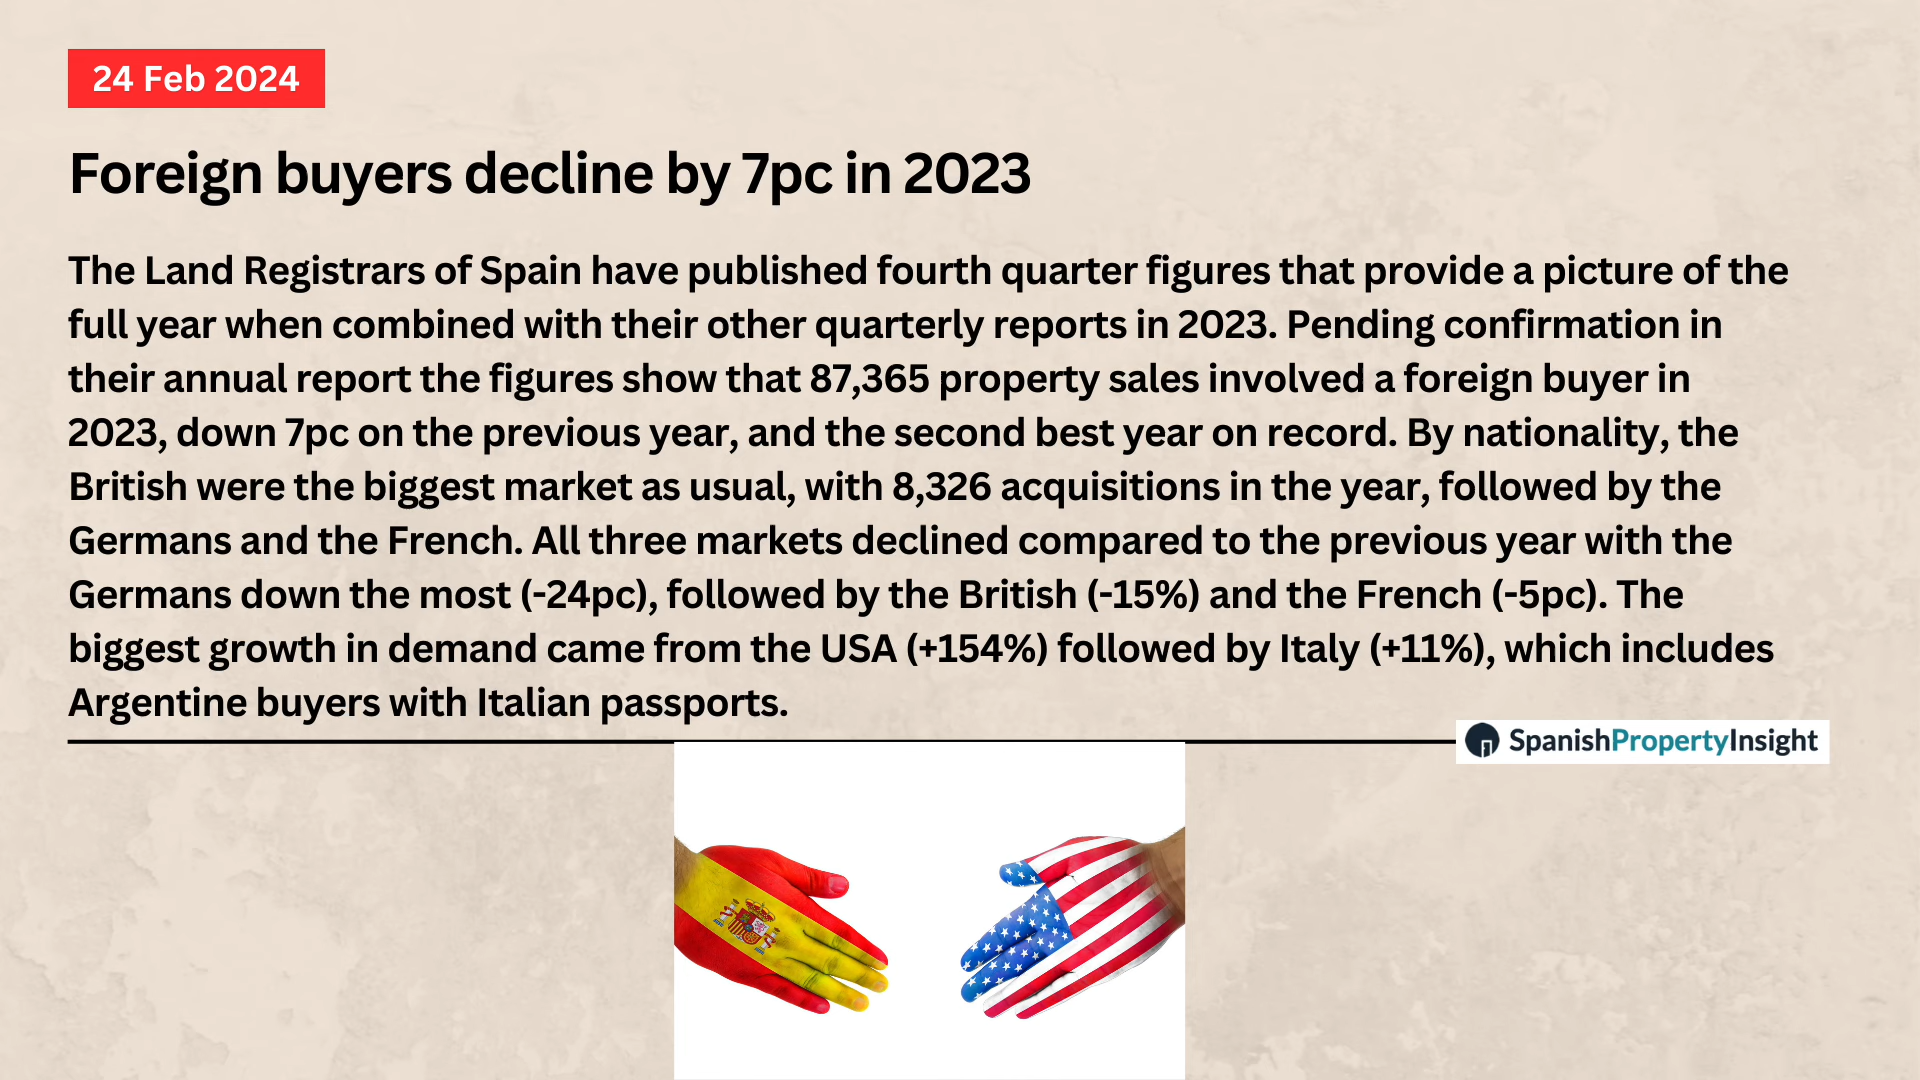 24 Feb 2024
Foreign buyers decline by 7pc in 2023
The Land Registrars of Spain have published fourth quarter figures that provide a picture of the
full year when combined with their other quarterly reports in 2023. Pending confirmation in
their annual report the figures show that 87,365 property sales involved a foreign buyer in
2023, down 7pc on the previous year, and the second best year on record. By nationality, the
British were the biggest market as usual, with 8,326 acquisitions in the year, followed by the
Germans and the French. All three markets declined compared to the previous year with the
Germans down the most (-24pc), followed by the British (-15%) and the French (-5pc). The
biggest growth in demand came from the USA (+154%) followed by Italy (+11%), which includes
Argentine buyers with Italian passports.
SpanishPropertyInsight